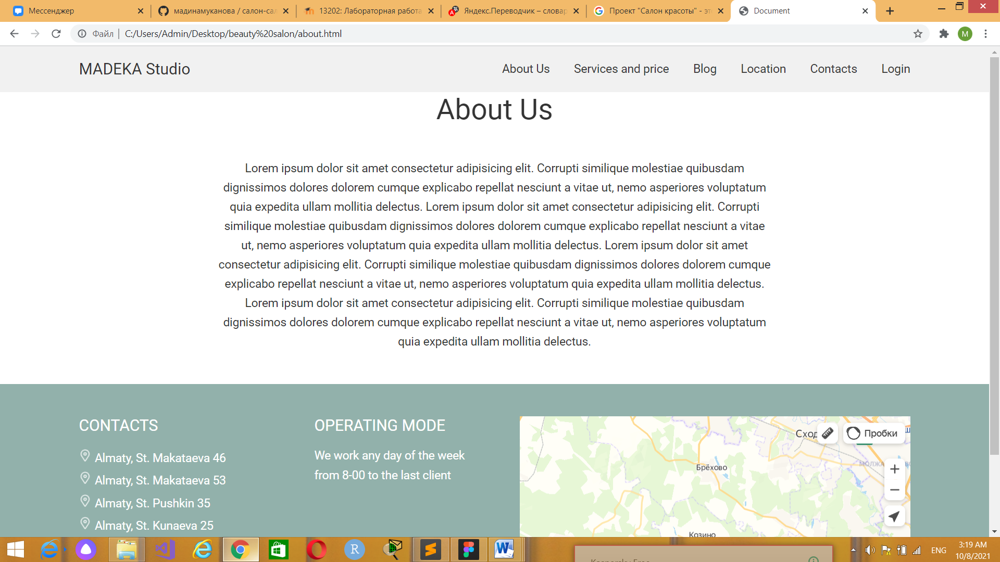 Мессенджер
мадинамуканова / салон-сал
13202: Лабораторная работа
Яндекс.Переводчик – словар
Проект "Салон красоты" - эт
Document
Файл
C:/Users/Admin/Desktop/beauty%20salon/about.html
M
MADEKA Studio
About Us
Services and price
Blog
Location
Contacts
Login
About Us
Lorem ipsum dolor sit amet consectetur adipisicing elit. Corrupti similique molestiae quibusdam
dignissimos dolores dolorem cumque explicabo repellat nesciunt a vitae ut, nemo asperiores voluptatum
quia expedita ullam mollitia delectus. Lorem ipsum dolor sit amet consectetur adipisicing elit. Corrupti
similique molestiae quibusdam dignissimos dolores dolorem cumque explicabo repellat nesciunt a vitae
ut, nemo asperiores voluptatum quia expedita ullam mollitia delectus. Lorem ipsum dolor sit amet
consectetur adipisicing elit. Corrupti similique molestiae quibusdam dignissimos dolores dolorem cumque
explicabo repellat nesciunt a vitae ut, nemo asperiores voluptatum quia expedita ullam mollitia delectus.
Lorem ipsum dolor sit amet consectetur adipisicing elit. Corrupti similique molestiae quibusdam
dignissimos dolores dolorem cumque explicabo repellat nesciunt a vitae ut, nemo asperiores voluptatum
quia expedita ullam mollitia delectus.
CONTACTS
Almaty, St. Makataeva 46
Almaty, St. Makataeva 53
Almaty, St. Pushkin 35
Almaty, St. Kunaeva 25
OPERATING MODE
We work any day of the week
from 8-00 to the last client
Сход
Пробки
Брёхово
Козино
ENG
3:19 AM
10/8/2021